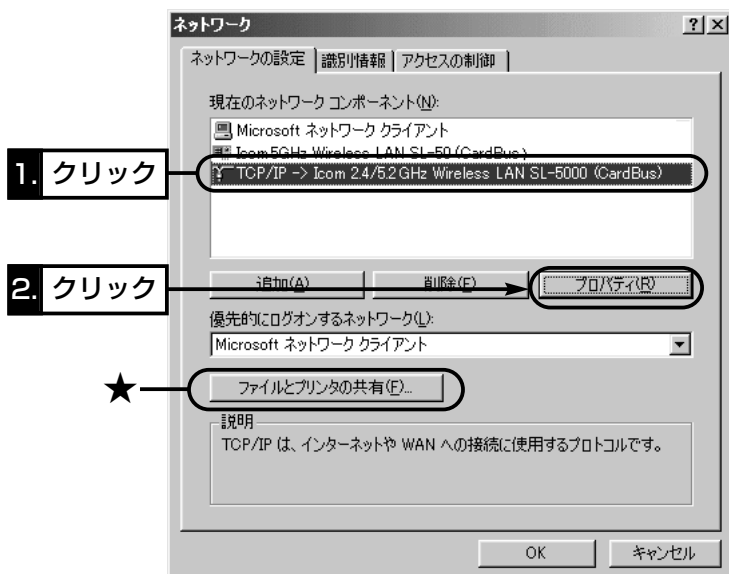 ネットワーク
ネットワークの設定 識別情報 アクセスの制御
現在のネットワーク コンポーネント(N):
Microsoft ネットワーク クライアント
Icom 5GHz Wireless LAN SL-50 (CardBus)
1. クリック
TCP/IP -> Icom 2.4/5.2 GHz Wireless LAN SL-5000 (CardBus)
2. クリック
追加(A) 削除(E) プロパティ(R)
優先的にログオンするネットワーク(L):
Microsoft ネットワーク クライアント
★
ファイルとプリンタの共有(F)...
説明
TCP/IP は、インターネットや WAN への接続に使用するプロトコルです。
OK キャンセル